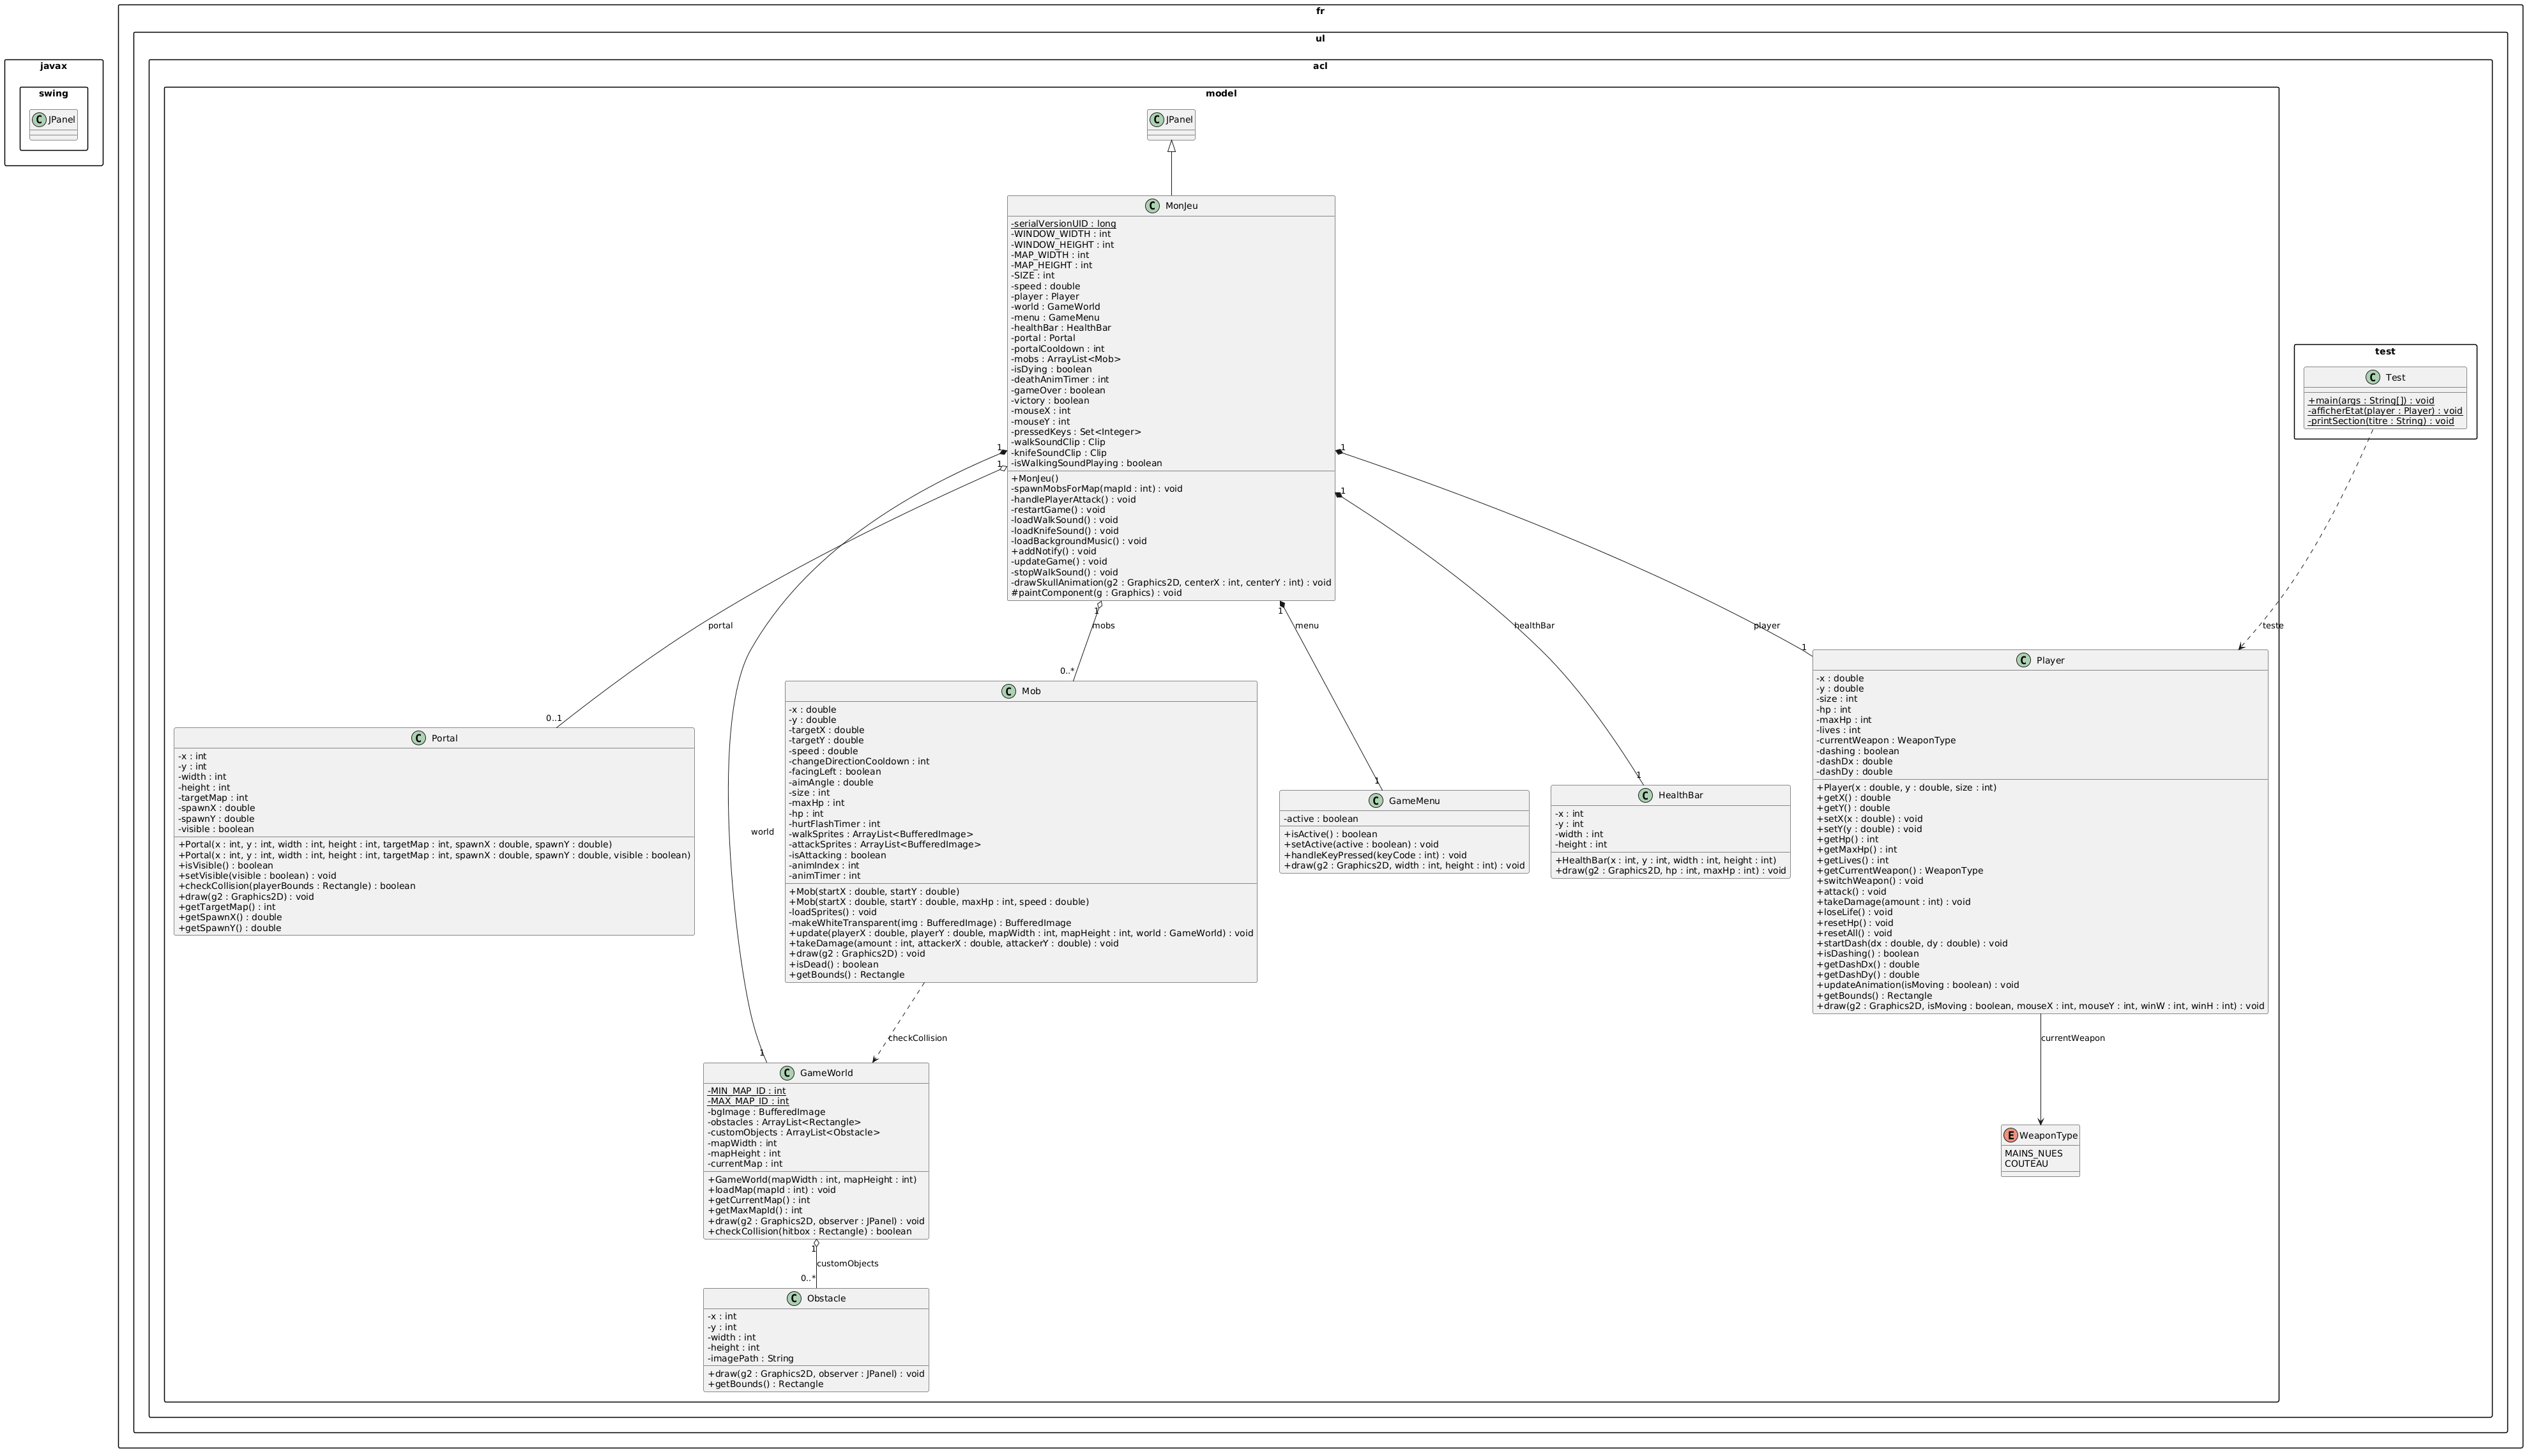 fr
ul
acl
javax
swing
C JPanel
model
C JPanel
C MonJeu
-serialVersionUID : long
-WINDOW_WIDTH : int
-WINDOW_HEIGHT : int
-MAP_WIDTH : int
-MAP_HEIGHT : int
-SIZE : int
-speed : double
-player : Player
-world : GameWorld
-menu : GameMenu
-healthBar : HealthBar
-portal : Portal
-portalCooldown : int
-mobs : ArrayList<Mob>
-isDying : boolean
-deathAnimTimer : int
-gameOver : boolean
-victory : boolean
-mouseX : int
-mouseY : int
-pressedKeys : Set<Integer>
-walkSoundClip : Clip
-knifeSoundClip : Clip
-isWalkingSoundPlaying : boolean
+MonJeu()
-spawnMobsForMap(mapId : int) : void
-handlePlayerAttack() : void
-restartGame() : void
-loadWalkSound() : void
-loadKnifeSound() : void
-loadBackgroundMusic() : void
+addNotify() : void
-updateGame() : void
-stopWalkSound() : void
-drawSkullAnimation(g2 : Graphics2D, centerX : int, centerY : int) : void
#paintComponent(g : Graphics) : void
test
C Test
+main(args : String[]) : void
-afficherEtat(player : Player) : void
-printSection(titre : String) : void
1
1
1
1
1
1
portal
mobs
menu
healthBar
player
teste
world
0..1
0..*
1
1
1
1
C Portal
-x : int
-y : int
-width : int
-height : int
-targetMap : int
-spawnX : double
-spawnY : double
-visible : boolean
+Portal(x : int, y : int, width : int, height : int, targetMap : int, spawnX : double, spawnY : double)
+Portal(x : int, y : int, width : int, height : int, targetMap : int, spawnX : double, spawnY : double, visible : boolean)
+isVisible() : boolean
+setVisible(visible : boolean) : void
+checkCollision(playerBounds : Rectangle) : boolean
+draw(g2 : Graphics2D) : void
+getTargetMap() : int
+getSpawnX() : double
+getSpawnY() : double
C Mob
-x : double
-y : double
-targetX : double
-targetY : double
-speed : double
-changeDirectionCooldown : int
-facingLeft : boolean
-aimAngle : double
-size : int
-maxHp : int
-hp : int
-hurtFlashTimer : int
-walkSprites : ArrayList<BufferedImage>
-attackSprites : ArrayList<BufferedImage>
-isAttacking : boolean
-animIndex : int
-animTimer : int
+Mob(startX : double, startY : double)
+Mob(startX : double, startY : double, maxHp : int, speed : double)
-loadSprites() : void
-makeWhiteTransparent(img : BufferedImage) : BufferedImage
+update(playerX : double, playerY : double, mapWidth : int, mapHeight : int, world : GameWorld) : void
+takeDamage(amount : int, attackerX : double, attackerY : double) : void
+draw(g2 : Graphics2D) : void
+isDead() : boolean
+getBounds() : Rectangle
C GameMenu
-active : boolean
+isActive() : boolean
+setActive(active : boolean) : void
+handleKeyPressed(keyCode : int) : void
+draw(g2 : Graphics2D, width : int, height : int) : void
C HealthBar
-x : int
-y : int
-width : int
-height : int
+HealthBar(x : int, y : int, width : int, height : int)
+draw(g2 : Graphics2D, hp : int, maxHp : int) : void
C Player
-x : double
-y : double
-size : int
-hp : int
-maxHp : int
-lives : int
-currentWeapon : WeaponType
-dashing : boolean
-dashDx : double
-dashDy : double
+Player(x : double, y : double, size : int)
+getX() : double
+getY() : double
+setX(x : double) : void
+setY(y : double) : void
+getHp() : int
+getMaxHp() : int
+getLives() : int
+getCurrentWeapon() : WeaponType
+switchWeapon() : void
+attack() : void
+takeDamage(amount : int) : void
+loseLife() : void
+resetHp() : void
+resetAll() : void
+startDash(dx : double, dy : double) : void
+isDashing() : boolean
+getDashDx() : double
+getDashDy() : double
+updateAnimation(isMoving : boolean) : void
+getBounds() : Rectangle
+draw(g2 : Graphics2D, isMoving : boolean, mouseX : int, mouseY : int, winW : int, winH : int) : void
checkCollision
currentWeapon
C GameWorld
-MIN_MAP_ID : int
-MAX_MAP_ID : int
-bgImage : BufferedImage
-obstacles : ArrayList<Rectangle>
-customObjects : ArrayList<Obstacle>
-mapWidth : int
-mapHeight : int
-currentMap : int
+GameWorld(mapWidth : int, mapHeight : int)
+loadMap(mapId : int) : void
+getCurrentMap() : int
+getMaxMapId() : int
+draw(g2 : Graphics2D, observer : JPanel) : void
+checkCollision(hitbox : Rectangle) : boolean
E WeaponType
MAINS_NUES
COUTEAU
1
customObjects
0..*
C Obstacle
-x : int
-y : int
-width : int
-height : int
-imagePath : String
+draw(g2 : Graphics2D, observer : JPanel) : void
+getBounds() : Rectangle